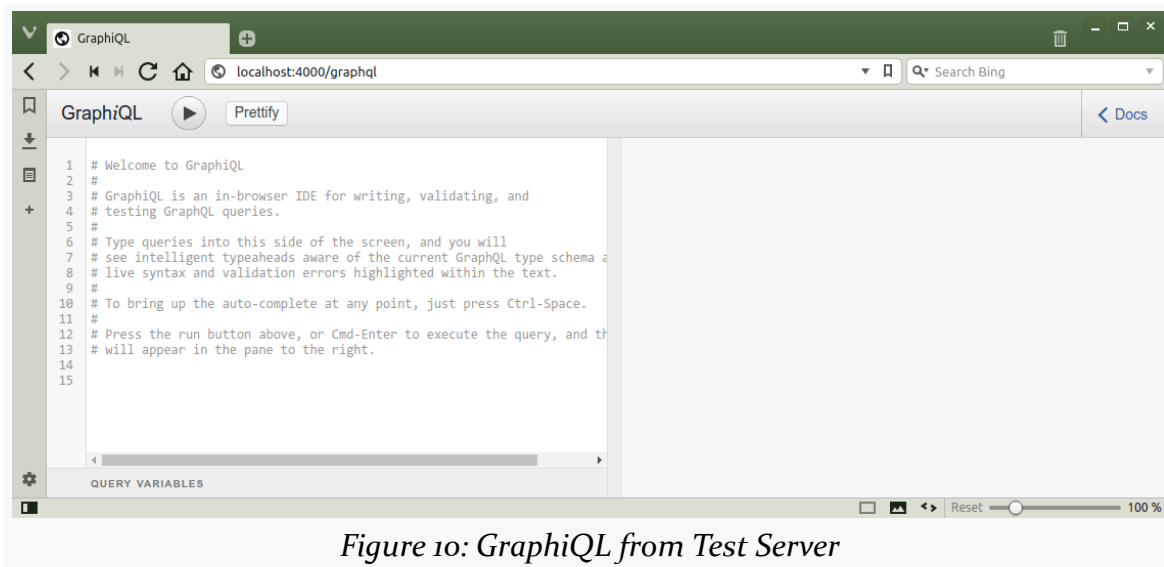 GraphiQL
localhost:4000/graphql
Search Bing
GraphiQL
Prettify
Docs
1 # Welcome to GraphiQL
2 #
3 # GraphiQL is an in-browser IDE for writing, validating, and
4 # testing GraphQL queries.
5 #
6 # Type queries into this side of the screen, and you will
7 # see intelligent typeaheads aware of the current GraphQL type schema a
8 # live syntax and validation errors highlighted within the text.
9 #
10 # To bring up the auto-complete at any point, just press Ctrl-Space.
11 #
12 # Press the run button above, or Cmd-Enter to execute the query, and th
13 # will appear in the pane to the right.
14
15
QUERY VARIABLES
Reset 100 %
Figure 10: GraphiQL from Test Server